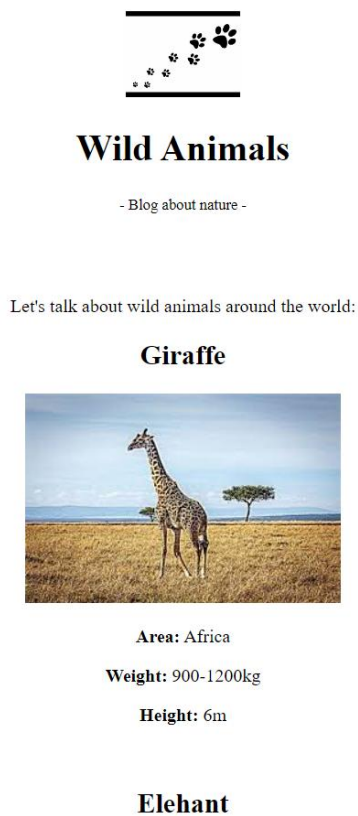 Wild Animals
- Blog about nature -
Let's talk about wild animals around the world:
Giraffe
Area: Africa
Weight: 900-1200kg
Height: 6m
Elehant